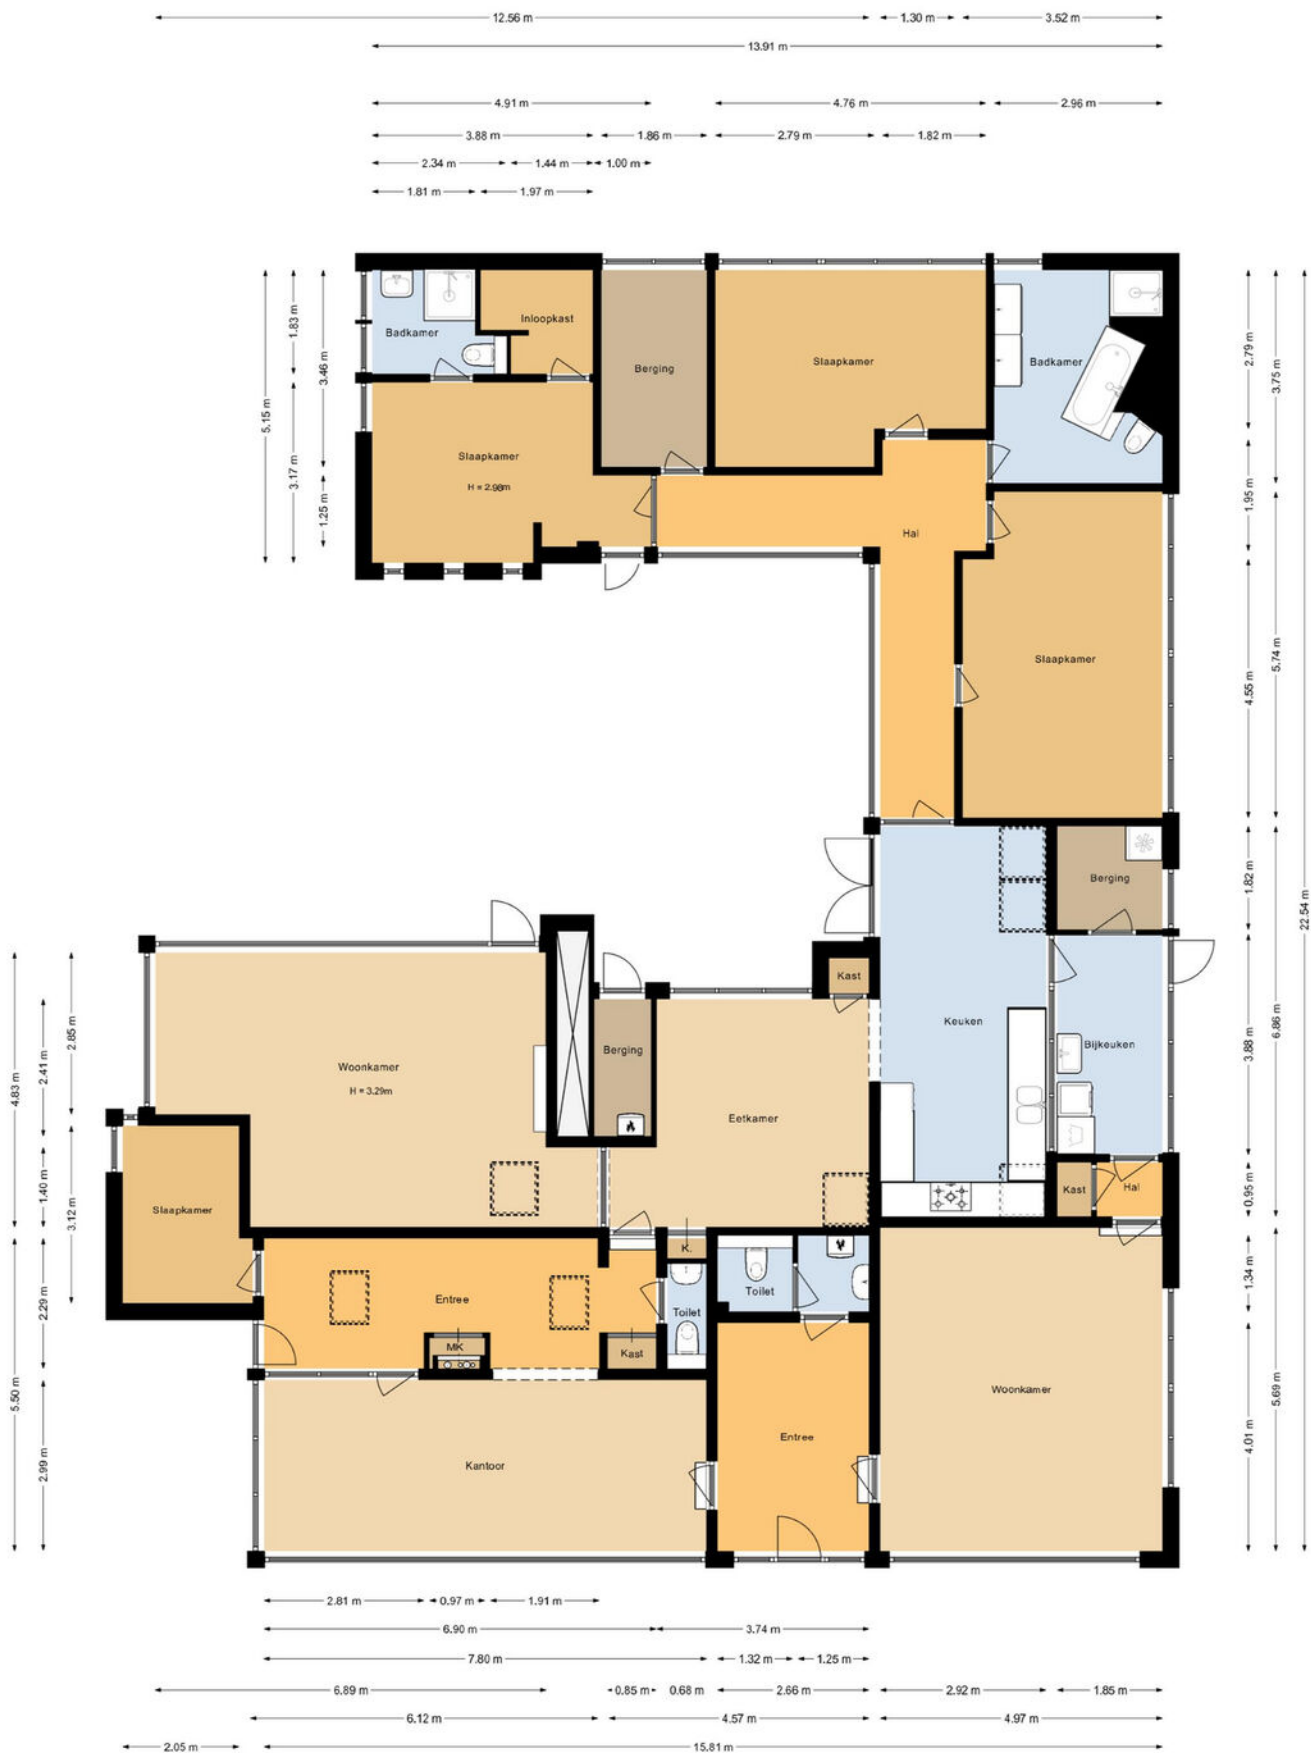 12.56 m
1.30 m
3.52 m
13.91 m
4.91 m
4.76 m
2.96 m
3.88 m
1.86 m
2.79 m
1.82 m
2.34 m
1.44 m
1.00 m
1.81 m
1.97 m
5.15 m
1.83 m
3.17 m
3.46 m
1.25 m
Badkamer
Inloopkast
Berging
Slaapkamer
Badkamer
Slaapkamer
H = 2.98m
Hal
Slaapkamer
2.79 m
3.75 m
1.95 m
4.55 m
5.74 m
1.82 m
22.54 m
Berging
Kast
Keuken
Bijkeuken
Woonkamer
H = 3.29m
Berging
Eetkamer
3.88 m
6.86 m
4.83 m
2.41 m
2.85 m
1.40 m
3.12 m
Kast
Hal
0.95 m
Slaapkamer
K.
Toilet
Toilet
Entree
MK
Kast
1.34 m
2.29 m
5.50 m
2.99 m
Woonkamer
Entree
Kantoor
4.01 m
5.69 m
2.81 m
0.97 m
1.91 m
6.90 m
3.74 m
7.80 m
1.32 m
1.25 m
6.89 m
0.85 m
0.68 m
2.66 m
2.92 m
1.85 m
6.12 m
4.57 m
4.97 m
2.05 m
15.81 m